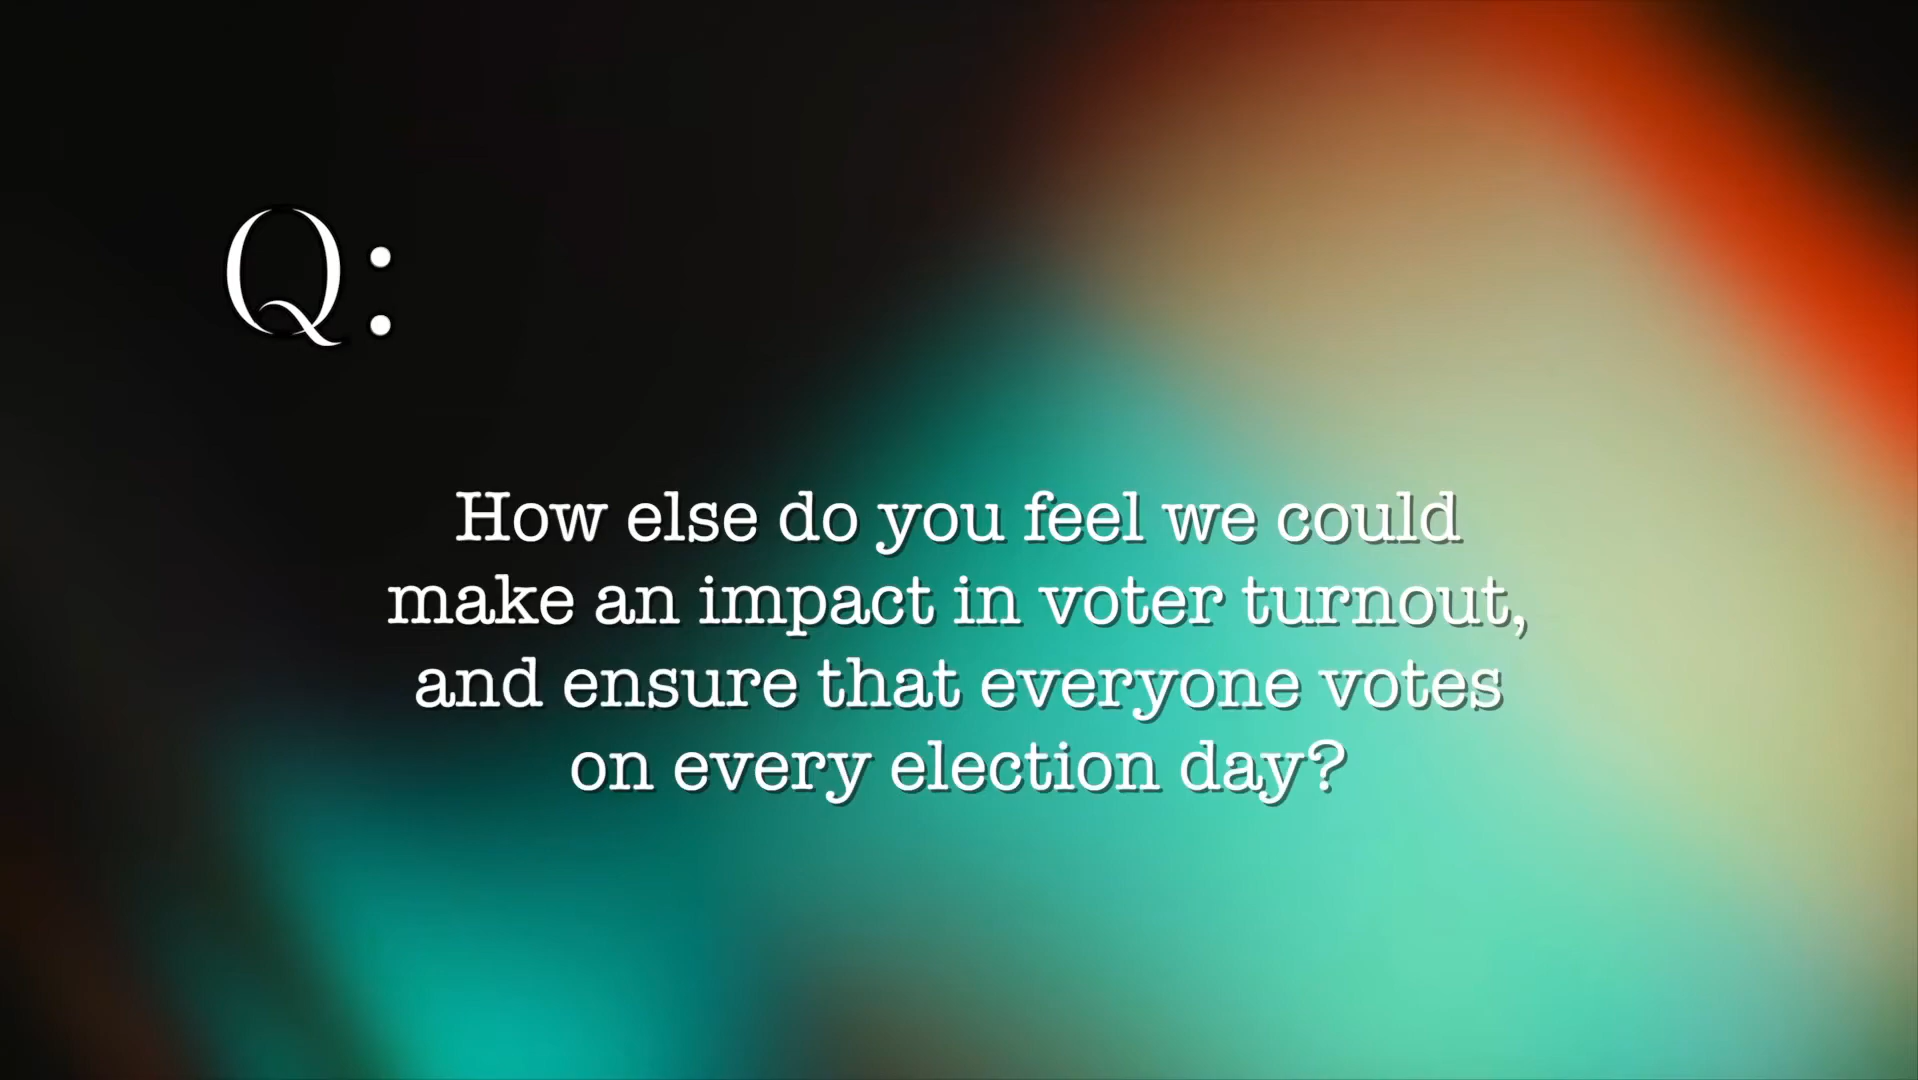 Q:
How else do you feel we could
make an impact in voter turnout,
and ensure that everyone votes
on every election day?